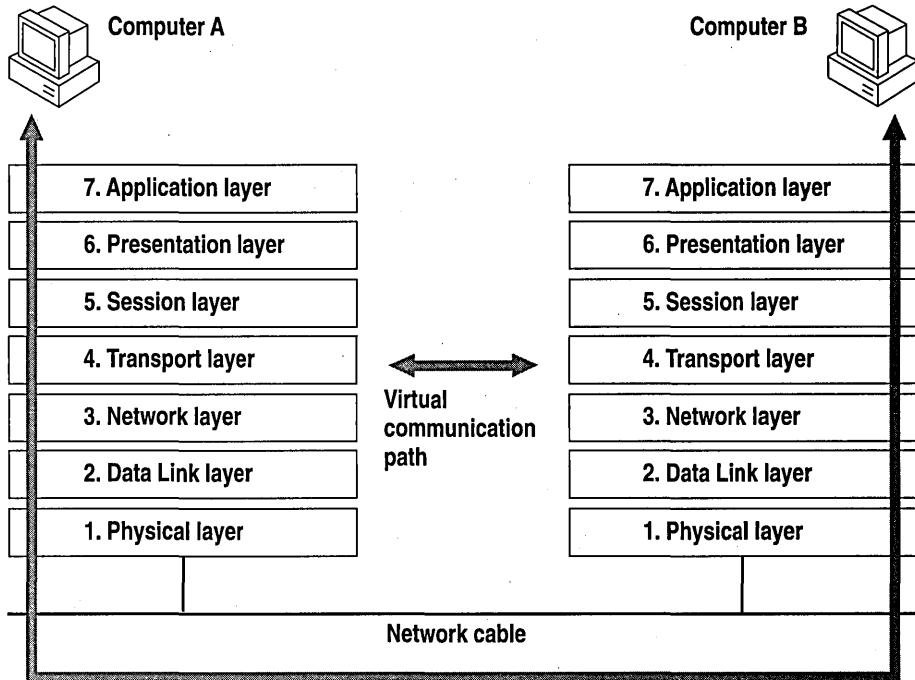 Computer A
Computer B
7. Application layer
6. Presentation layer
5. Session layer
4. Transport layer
3. Network layer
2. Data Link layer
1. Physical layer
Virtual
communication
path
7. Application layer
6. Presentation layer
5. Session layer
4. Transport layer
3. Network layer
2. Data Link layer
1. Physical layer
Network cable